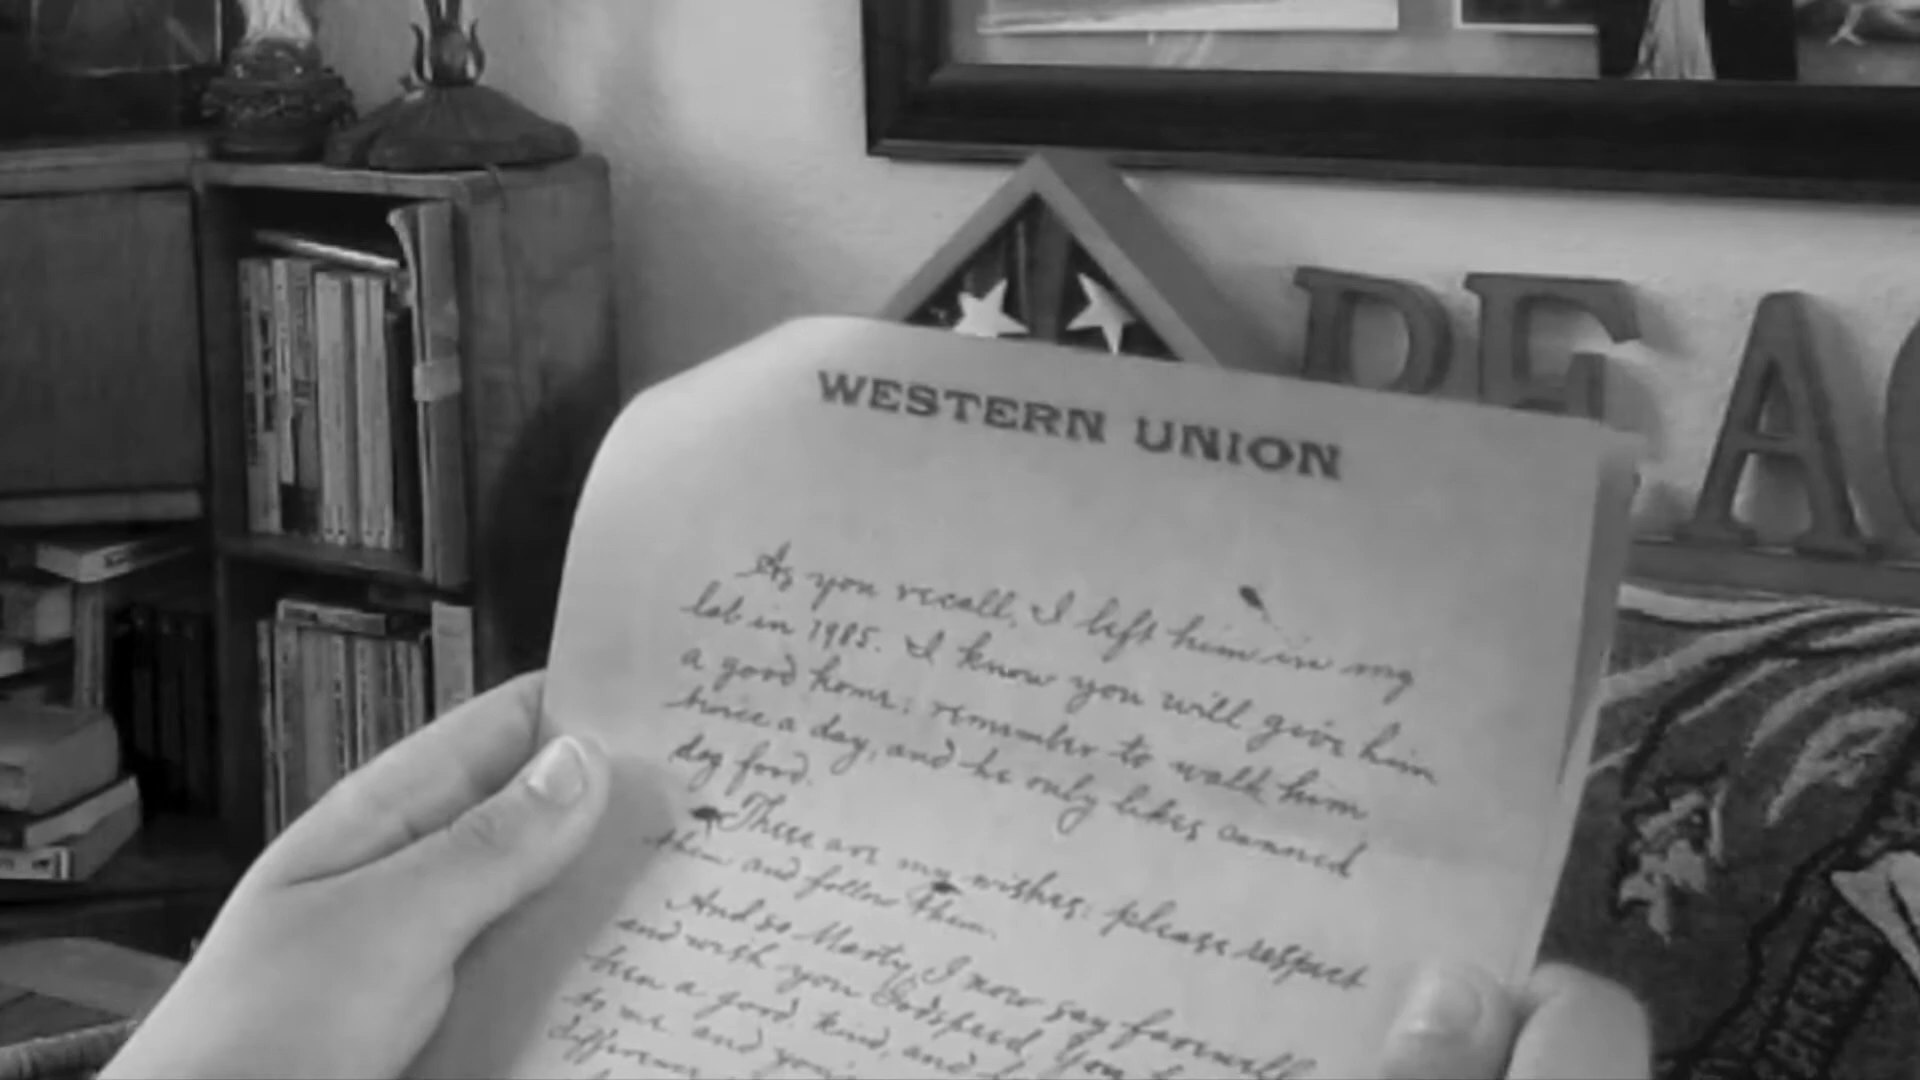 WESTERN UNION
PEAC
As you recall, I left him in my
lab in 1985. I know you will give him
a good home; remember to walk him
twice a day, and he only likes canned
dog food.
These are my wishes; please respect
them and follow them.
And so Marty, I now say farewell
and wish you Godspeed. You
been a good, kind, and
to me and you
difference